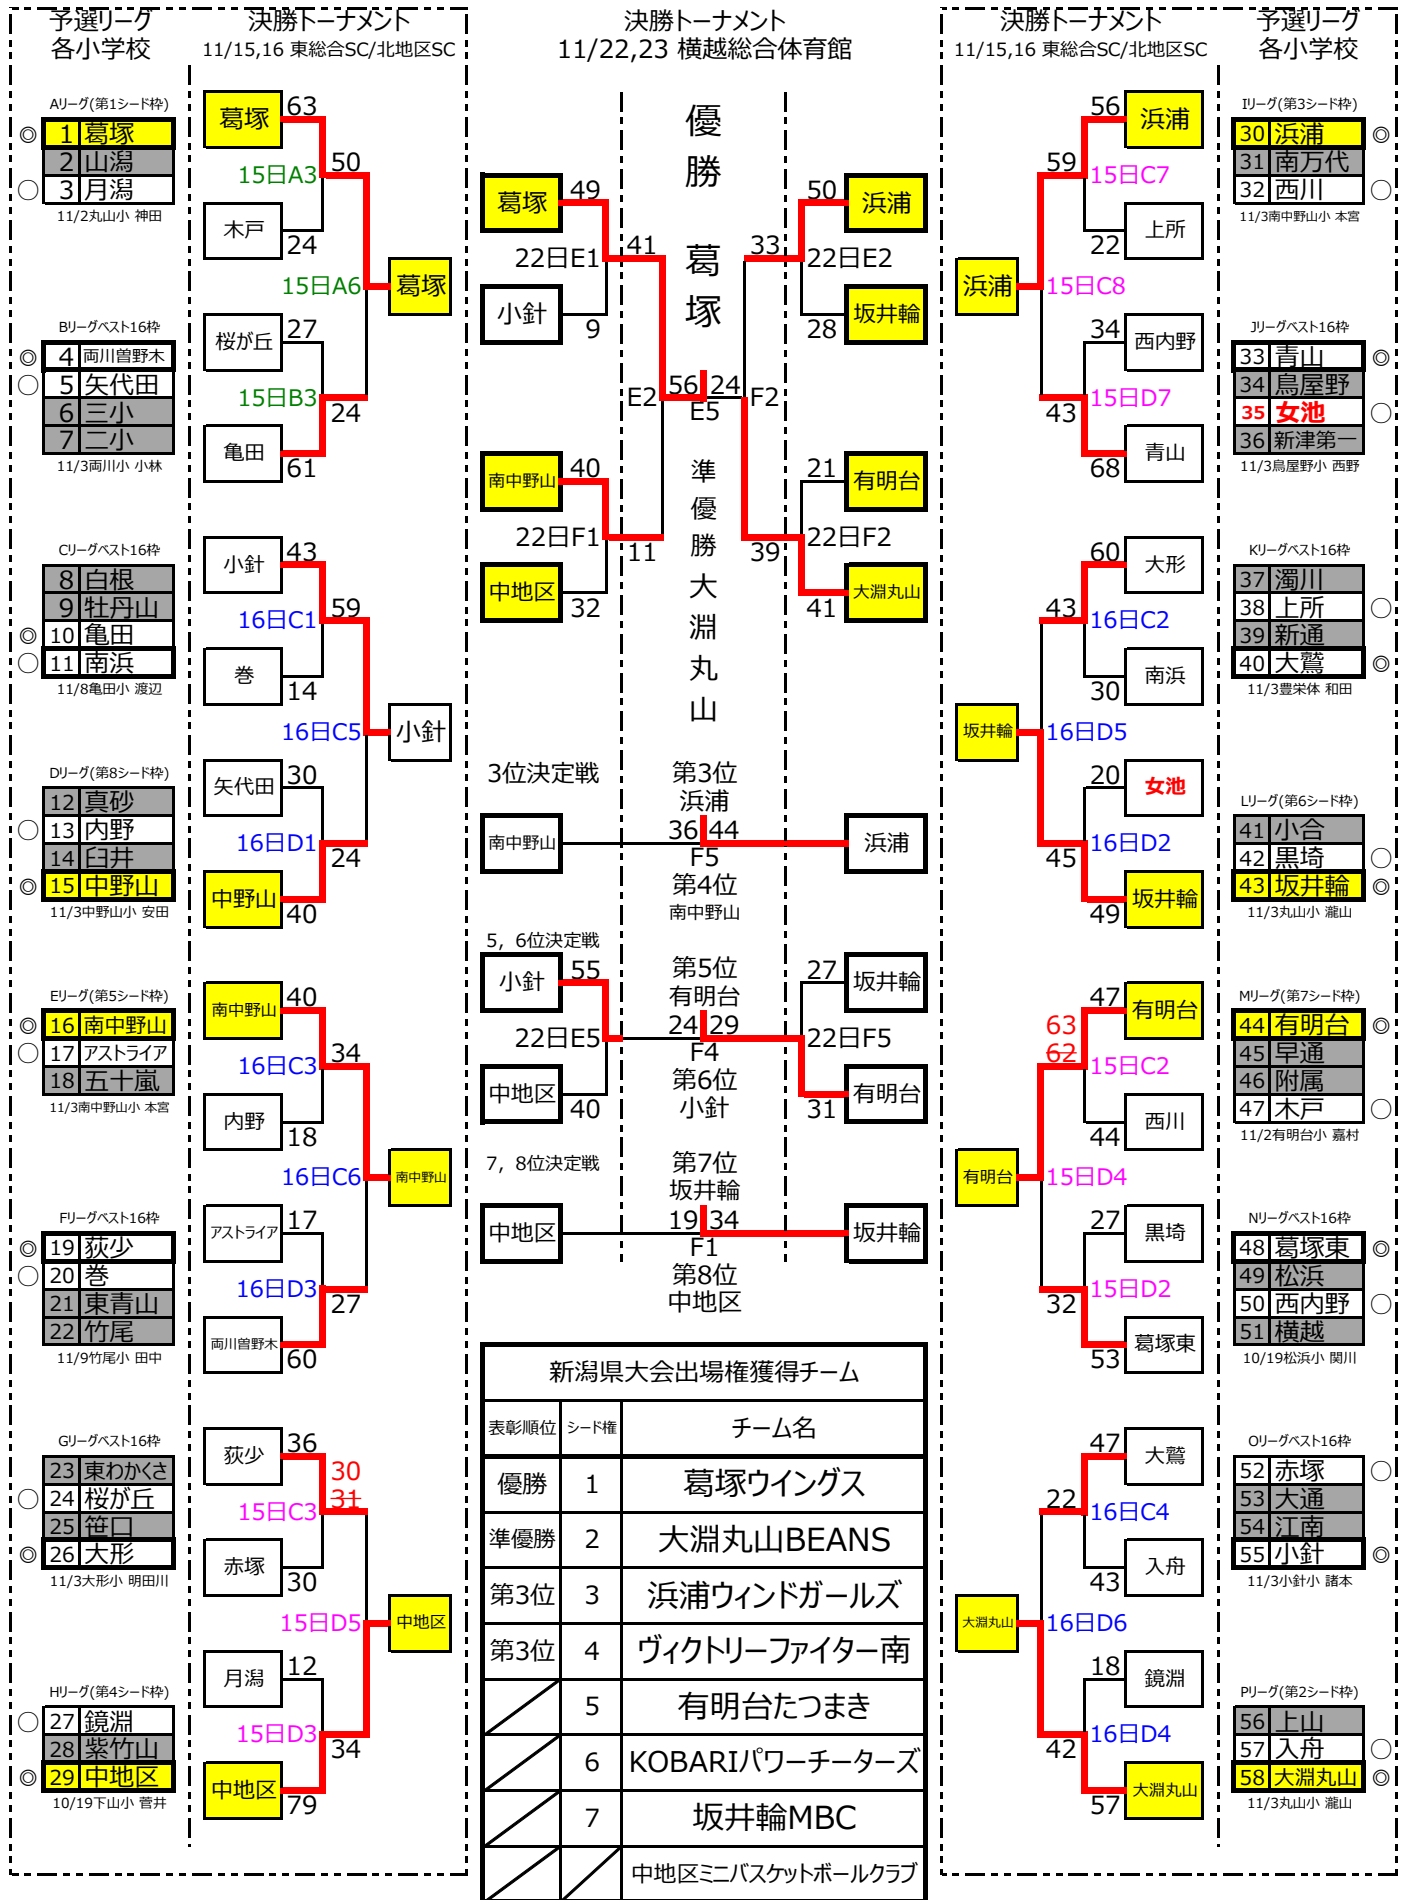 予選リーグ
各小学校
決勝トーナメント
11/15,16 東総合SC/北地区SC
決勝トーナメント
11/22,23 横越総合体育館
決勝トーナメント
11/15,16 東総合SC/北地区SC
予選リーグ
各小学校
Aリーグ(第1シード枠)
◎ 1 葛塚
2 山潟
○ 3 月潟
11/2丸山小 神田
Bリーグベスト16枠
◎ 4 両川曽野木
○ 5 矢代田
6 三小
7 二小
11/3両川小 小林
Cリーグベスト16枠
8 白根
9 牡丹山
◎ 10 亀田
○ 11 南浜
11/8亀田小 渡辺
Dリーグ(第8シード枠)
12 真砂
○ 13 内野
14 臼井
◎ 15 中野山
11/3中野山小 安田
Eリーグ(第5シード枠)
◎ 16 南中野山
○ 17 アストライア
18 五十嵐
11/3南中野山小 本宮
Fリーグベスト16枠
◎ 19 荻少
○ 20 巻
21 東青山
22 竹尾
11/9竹尾小 田中
Gリーグベスト16枠
23 東わかくさ
○ 24 桜が丘
25 笹口
◎ 26 大形
11/3大形小 明田川
Hリーグ(第4シード枠)
○ 27 鏡淵
28 紫竹山
◎ 29 中地区
10/19下山小 菅井
葛塚 63
15日A3 50
木戸 24
15日A6 葛塚
桜が丘 27
15日B3 24
亀田 61
小針 43
16日C1 59
巻 14
16日C5 小針
矢代田 30
16日D1 24
中野山 40
南中野山 40
16日C3 34
内野 18
16日C6 南中野山
アストライア 17
16日D3 27
両川曽野木 60
荻少 36
30
15日C3 31
赤塚 30
15日D5 中地区
月潟 12
15日D3 34
中地区 79
優勝 葛塚
葛塚 49
22日E1 41
小針 9
E2
南中野山 40
22日F1 11
中地区 32
56 24
E5
50 浜浦
33 22日E2
28 坂井輪
F2
21 有明台
39 22日F2
41 大淵丸山
準優勝 大淵丸山
3位決定戦
第3位
浜浦
南中野山 36 44 浜浦
F5
第4位
南中野山
5, 6位決定戦
小針 55
22日E5
中地区 40
第5位
有明台
24 29
F4
第6位
小針
27 坂井輪
22日F5
31 有明台
7, 8位決定戦
第7位
坂井輪
中地区 19 34 坂井輪
F1
第8位
中地区
新潟県大会出場権獲得チーム
表彰順位 シード権 チーム名
優勝 1 葛塚ウイングス
準優勝 2 大淵丸山BEANS
第3位 3 浜浦ウィンドガールズ
第3位 4 ヴィクトリーファイター南
5 有明台たつまき
6 KOBARIパワーチーターズ
7 坂井輪MBC
中地区ミニバスケットボールクラブ
56 浜浦
59 15日C7
22 上所
浜浦 15日C8
34 西内野
43 15日D7
68 青山
60 大形
43 16日C2
30 南浜
坂井輪 16日D5
20 女池
45 16日D2
49 坂井輪
47 有明台
63
62 15日C2
44 西川
有明台 15日D4
27 黒埼
32 15日D2
53 葛塚東
47 大鷲
22 16日C4
43 入舟
大淵丸山 16日D6
18 鏡淵
42 16日D4
57 大淵丸山
Iリーグ(第3シード枠)
30 浜浦 ◎
31 南万代
32 西川 ○
11/3南中野山小 本宮
Jリーグベスト16枠
33 青山 ◎
34 鳥屋野
35 女池 ○
36 新津第一
11/3鳥屋野小 西野
Kリーグベスト16枠
37 濁川
38 上所 ○
39 新通
40 大鷲 ◎
11/3豊栄体 和田
Lリーグ(第6シード枠)
41 小合
42 黒埼 ○
43 坂井輪 ◎
11/3丸山小 瀧山
Mリーグ(第7シード枠)
44 有明台 ◎
45 早通
46 附属
47 木戸 ○
11/2有明台小 嘉村
Nリーグベスト16枠
48 葛塚東 ◎
49 松浜
50 西内野 ○
51 横越
10/19松浜小 関川
Oリーグベスト16枠
52 赤塚 ○
53 大通
54 江南
55 小針 ◎
11/3小針小 諸本
Pリーグ(第2シード枠)
56 上山
57 入舟 ○
58 大淵丸山 ◎
11/3丸山小 瀧山